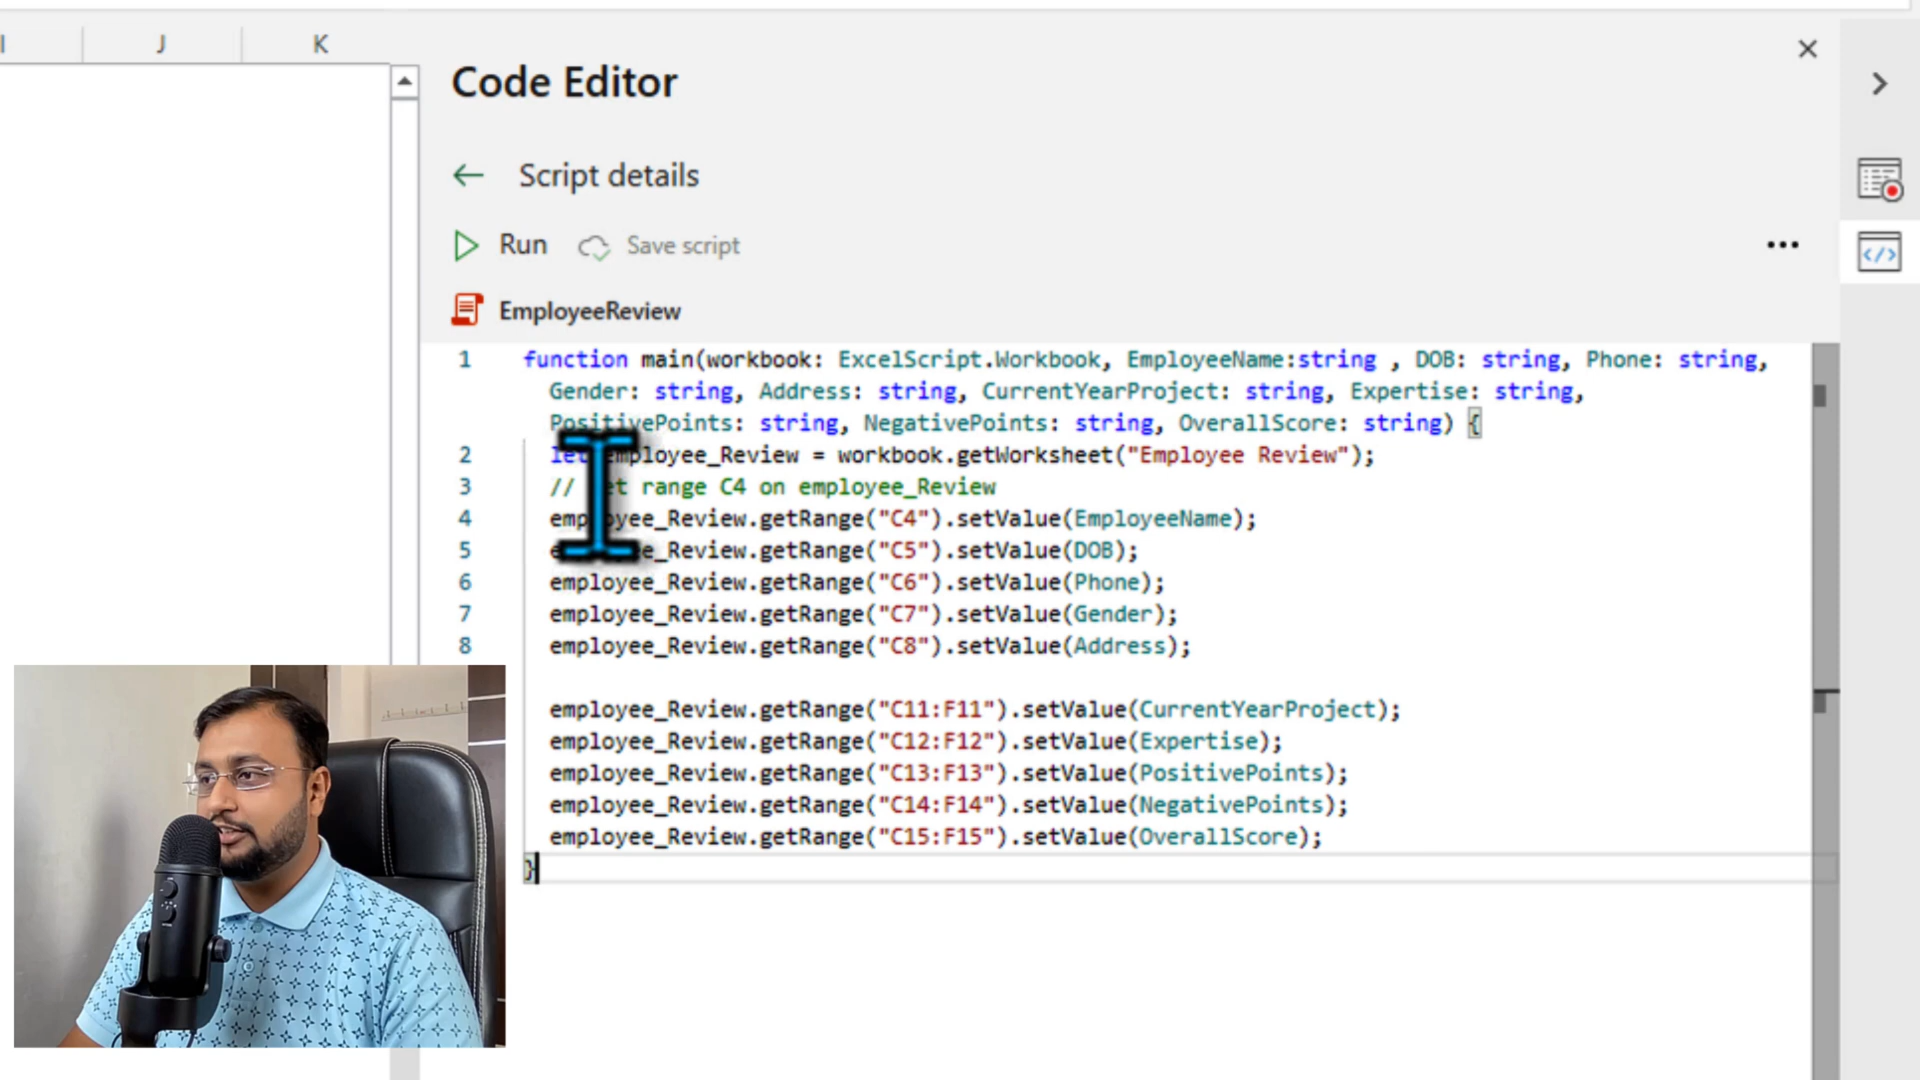 I J K
Code Editor
Script details
Run Save script
EmployeeReview
1 function main(workbook: ExcelScript.Workbook, EmployeeName:string , DOB: string, Phone: string,
Gender: string, Address: string, CurrentYearProject: string, Expertise: string,
PositivePoints: string, NegativePoints: string, OverallScore: string) {
2 let employee_Review = workbook.getWorksheet("Employee Review");
3 // range C4 on employee_Review
4 employee_Review.getRange("C4").setValue(EmployeeName);
5 employee_Review.getRange("C5").setValue(DOB);
6 employee_Review.getRange("C6").setValue(Phone);
7 employee_Review.getRange("C7").setValue(Gender);
8 employee_Review.getRange("C8").setValue(Address);
employee_Review.getRange("C11:F11").setValue(CurrentYearProject);
employee_Review.getRange("C12:F12").setValue(Expertise);
employee_Review.getRange("C13:F13").setValue(PositivePoints);
employee_Review.getRange("C14:F14").setValue(NegativePoints);
employee_Review.getRange("C15:F15").setValue(OverallScore);
}